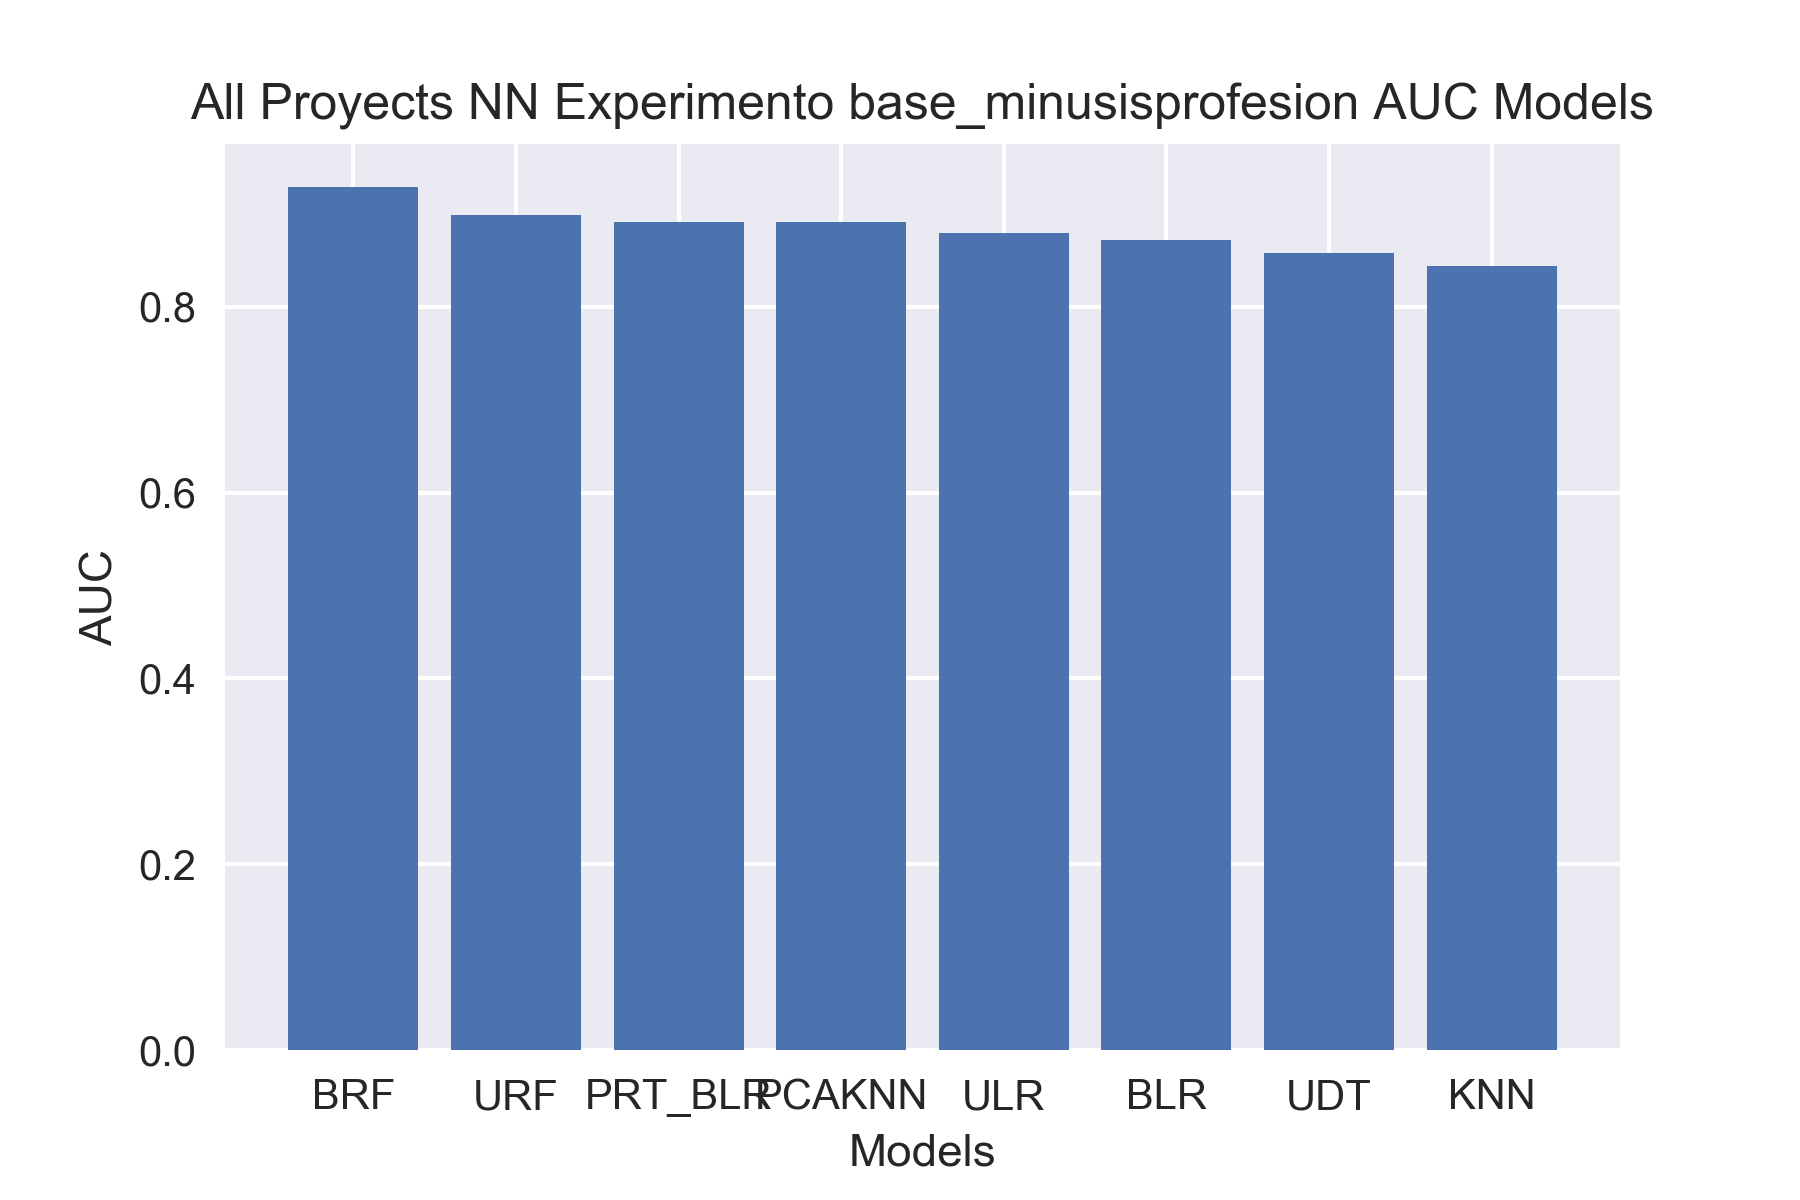 All Proyects NN Experimento base_minusisprofesion AUC Models
0.8
0.6
0.4
0.2
0.0
AUC
BRF URF PRT_BLR PCAKNN ULR BLR UDT KNN
Models